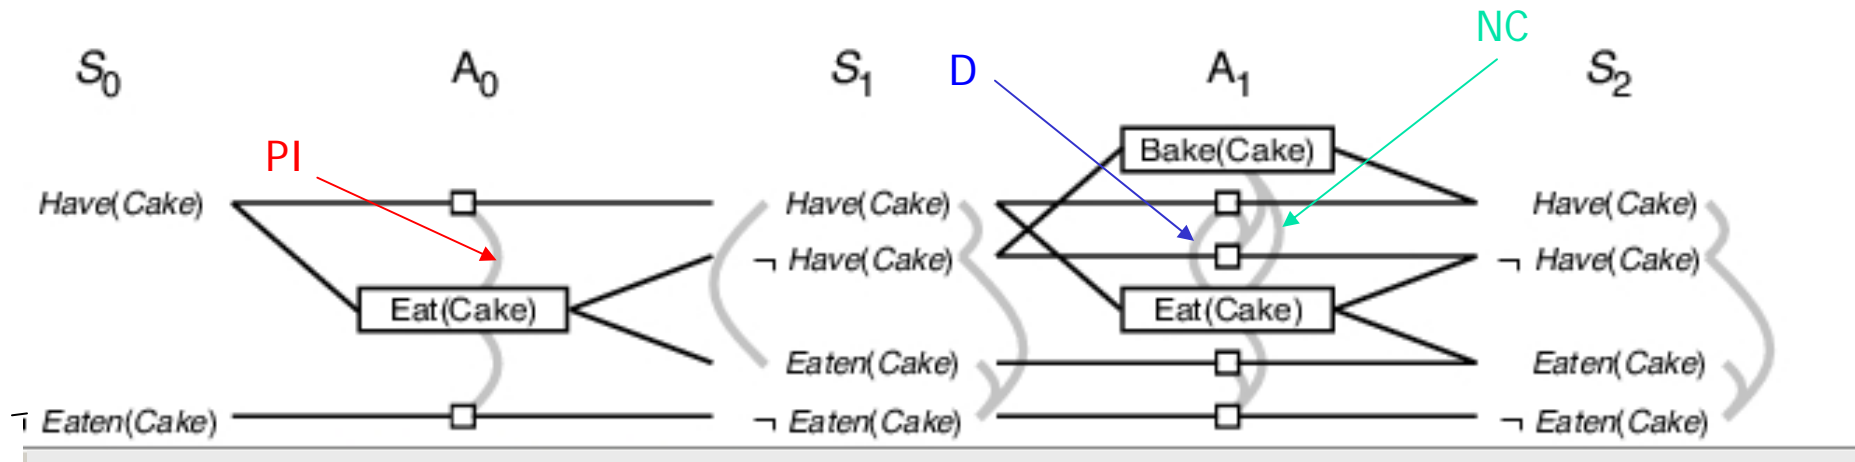 NC
S0 A0 S1 D A1 S2
PI Bake(Cake)
Have(Cake) Have(Cake) Have(Cake)
¬ Have(Cake) ¬ Have(Cake)
Eat(Cake) Eat(Cake)
Eaten(Cake) Eaten(Cake)
¬ Eaten(Cake) ¬ Eaten(Cake) ¬ Eaten(Cake)